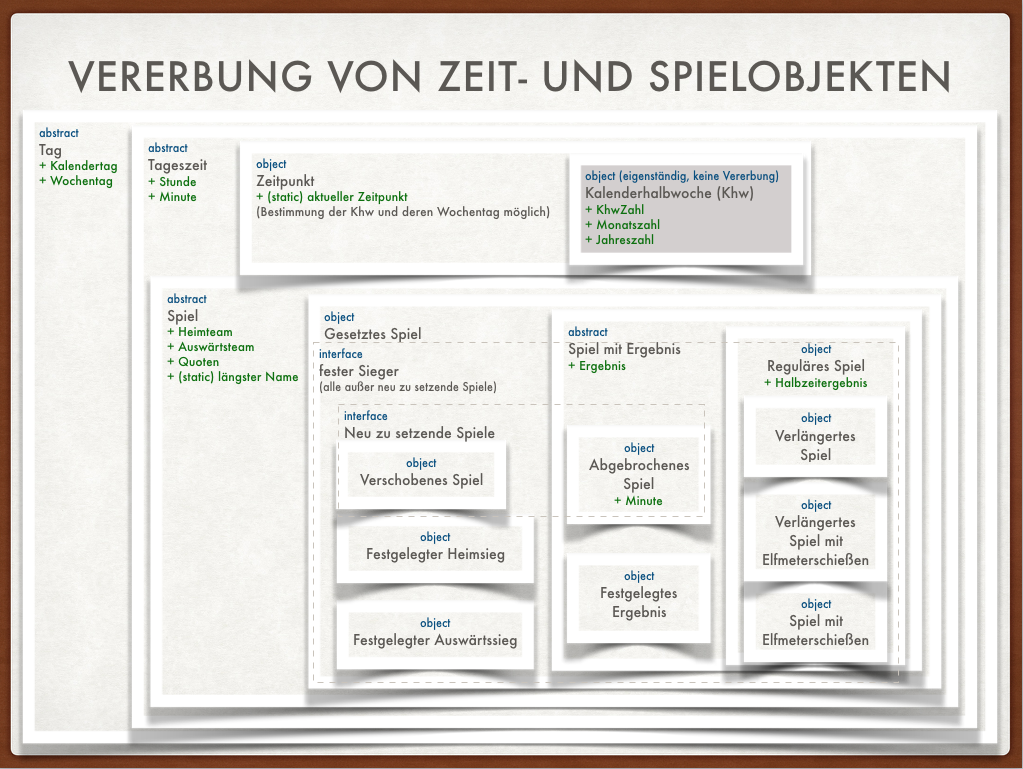 VERERBUNG VON ZEIT- UND SPIELOBJEKTEN
abstract
Tag
+ Kalendertag
+ Wochentag
abstract
Tageszeit
+ Stunde
+ Minute
object
Zeitpunkt
+ (static) aktueller Zeitpunkt
(Bestimmung der Khw und deren Wochentag möglich)
object (eigenständig, keine Vererbung)
Kalenderhalbwoche (Khw)
+ KhwZahl
+ Monatszahl
+ Jahreszahl
abstract
Spiel
+ Heimteam
+ Auswärtsteam
+ Quoten
+ (static) längster Name
object
Gesetztes Spiel
interface
fester Sieger
(alle außer neu zu setzende Spiele)
interface
Neu zu setzende Spiele
object
Verschobenes Spiel
object
Festgelegter Heimsieg
object
Festgelegter Auswärtssieg
abstract
Spiel mit Ergebnis
+ Ergebnis
object
Abgebrochenes
Spiel
+ Minute
object
Festgelegtes
Ergebnis
object
Reguläres Spiel
+ Halbzeitergebnis
object
Verlängertes
Spiel
object
Verlängertes
Spiel mit
Elfmeterschießen
object
Spiel mit
Elfmeterschießen